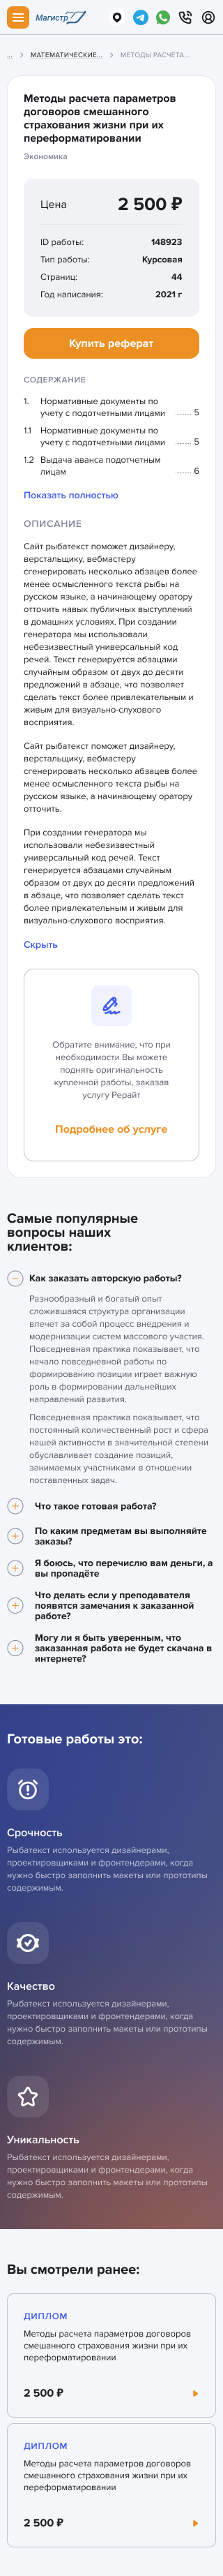 Магистр
... > МАТЕМАТИЧЕСКИЕ... > МЕТОДЫ РАСЧЕТА...
Методы расчета параметров
договоров смешанного
страхования жизни при их
переформатировании
Экономика
Цена 2 500 ₽
ID работы: 148923
Тип работы: Курсовая
Страниц: 44
Год написания: 2021 г
Купить реферат
СОДЕРЖАНИЕ
1. Нормативные документы по
учету с подотчетными лицами ........ 5
1.1 Нормативные документы по
учету с подотчетными лицами ........ 5
1.2 Выдача аванса подотчетным
лицам ........ 6
Показать полностью
ОПИСАНИЕ
Сайт рыбатекст поможет дизайнеру,
верстальщику, вебмастеру
сгенерировать несколько абзацев более
менее осмысленного текста рыбы на
русском языке, а начинающему оратору
отточить навык публичных выступлений
в домашних условиях. При создании
генератора мы использовали
небезизвестный универсальный код
речей. Текст генерируется абзацами
случайным образом от двух до десяти
предложений в абзаце, что позволяет
сделать текст более привлекательным и
живым для визуально-слухового
восприятия.
Сайт рыбатекст поможет дизайнеру,
верстальщику, вебмастеру
сгенерировать несколько абзацев более
менее осмысленного текста рыбы на
русском языке, а начинающему оратору
отточить.
При создании генератора мы
использовали небезизвестный
универсальный код речей. Текст
генерируется абзацами случайным
образом от двух до десяти предложений
в абзаце, что позволяет сделать текст
более привлекательным и живым для
визуально-слухового восприятия.
Скрыть
Обратите внимание, что при
необходимости Вы можете
поднять оригинальность
купленной работы, заказав
услугу Рерайт
Подробнее об услуге
Самые популярные
вопросы наших
клиентов:
Как заказать авторскую работы?
Разнообразный и богатый опыт
сложившаяся структура организации
влечет за собой процесс внедрения и
модернизации систем массового участия.
Повседневная практика показывает, что
начало повседневной работы по
формированию позиции играет важную
роль в формировании дальнейших
направлений развития.
Повседневная практика показывает, что
постоянный количественный рост и сфера
нашей активности в значительной степени
обуславливает создание позиций,
занимаемых участниками в отношении
поставленных задач.
Что такое готовая работа?
По каким предметам вы выполняйте
заказы?
Я боюсь, что перечислю вам деньги, а
вы пропадёте
Что делать если у преподавателя
появятся замечания к заказанной
работе?
Могу ли я быть уверенным, что
заказанная работа не будет скачана в
интернете?
Готовые работы это:
Срочность
Рыбатекст используется дизайнерами,
проектировщиками и фронтендерами, когда
нужно быстро заполнить макеты или прототипы
содержимым.
Качество
Рыбатекст используется дизайнерами,
проектировщиками и фронтендерами, когда
нужно быстро заполнить макеты или прототипы
содержимым.
Уникальность
Рыбатекст используется дизайнерами,
проектировщиками и фронтендерами, когда
нужно быстро заполнить макеты или прототипы
содержимым.
Вы смотрели ранее:
ДИПЛОМ
Методы расчета параметров договоров
смешанного страхования жизни при их
переформатировании
2 500 ₽
ДИПЛОМ
Методы расчета параметров договоров
смешанного страхования жизни при их
переформатировании
2 500 ₽